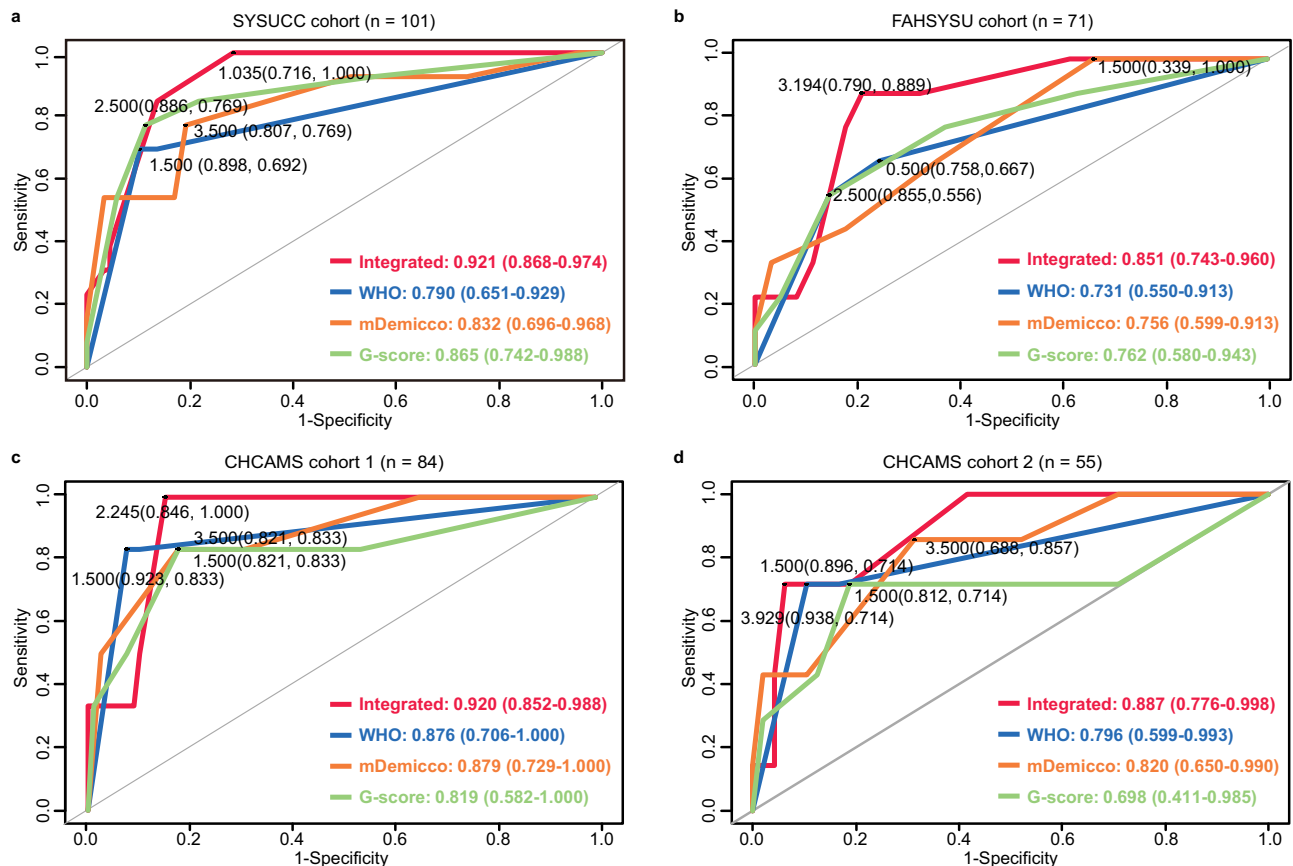 a
SYSUCC cohort (n = 101)
1.0
0.8
0.6
0.4
0.2
0.0
Sensitivity
1.035(0.716, 1.000)
2.500(0.886, 0.769)
3.500 (0.807, 0.769)
1.500 (0.898, 0.692)
Integrated: 0.921 (0.868-0.974)
WHO: 0.790 (0.651-0.929)
mDemicco: 0.832 (0.696-0.968)
G-score: 0.865 (0.742-0.988)
0.0 0.2 0.4 0.6 0.8 1.0
1-Specificity
b
FAHSYSU cohort (n = 71)
1.0
0.8
0.6
0.4
0.2
0.0
Sensitivity
1.500(0.339, 1.000)
3.194(0.790, 0.889)
0.500(0.758,0.667)
2.500(0.855,0.556)
Integrated: 0.851 (0.743-0.960)
WHO: 0.731 (0.550-0.913)
mDemicco: 0.756 (0.599-0.913)
G-score: 0.762 (0.580-0.943)
0.0 0.2 0.4 0.6 0.8 1.0
1-Specificity
c
CHCAMS cohort 1 (n = 84)
1.0
0.8
0.6
0.4
0.2
0.0
Sensitivity
2.245(0.846, 1.000)
3.500(0.821, 0.833)
1.500(0.821, 0.833)
1.500(0.923, 0.833)
Integrated: 0.920 (0.852-0.988)
WHO: 0.876 (0.706-1.000)
mDemicco: 0.879 (0.729-1.000)
G-score: 0.819 (0.582-1.000)
0.0 0.2 0.4 0.6 0.8 1.0
1-Specificity
d
CHCAMS cohort 2 (n = 55)
1.0
0.8
0.6
0.4
0.2
0.0
Sensitivity
3.500(0.688, 0.857)
1.500(0.896, 0.714)
1.500(0.812, 0.714)
3.929(0.938, 0.714)
Integrated: 0.887 (0.776-0.998)
WHO: 0.796 (0.599-0.993)
mDemicco: 0.820 (0.650-0.990)
G-score: 0.698 (0.411-0.985)
0.0 0.2 0.4 0.6 0.8 1.0
1-Specificity